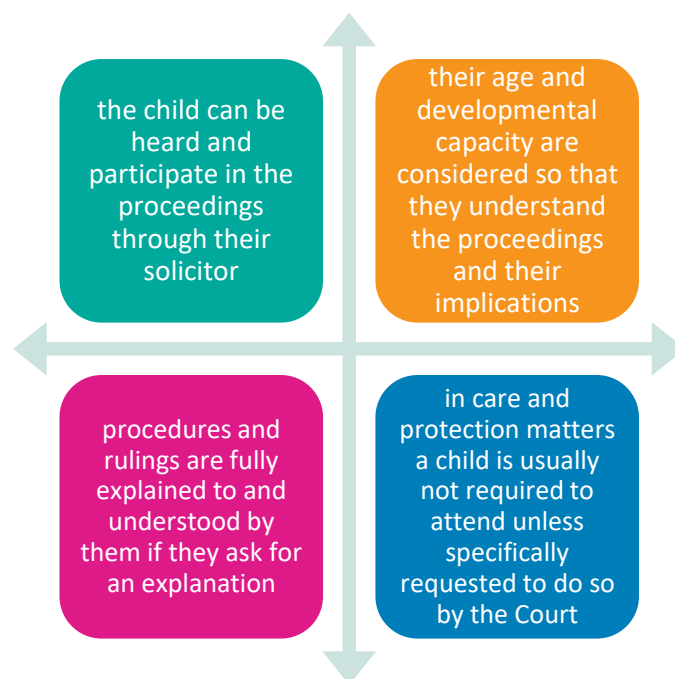 the child can be
heard and
participate in the
proceedings
through their
solicitor
their age and
developmental
capacity are
considered so that
they understand
the proceedings
and their
implications
procedures and
rulings are fully
explained to and
understood by
them if they ask for
an explanation
in care and
protection matters
a child is usually
not required to
attend unless
specifically
requested to do so
by the Court